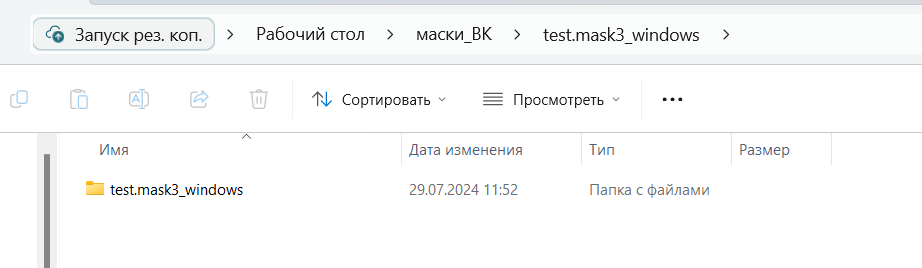 Запуск рез. коп. > Рабочий стол > маски_ВК > test.mask3_windows >
Сортировать Просмотреть •••
Имя Дата изменения Тип Размер
test.mask3_windows 29.07.2024 11:52 Папка с файлами